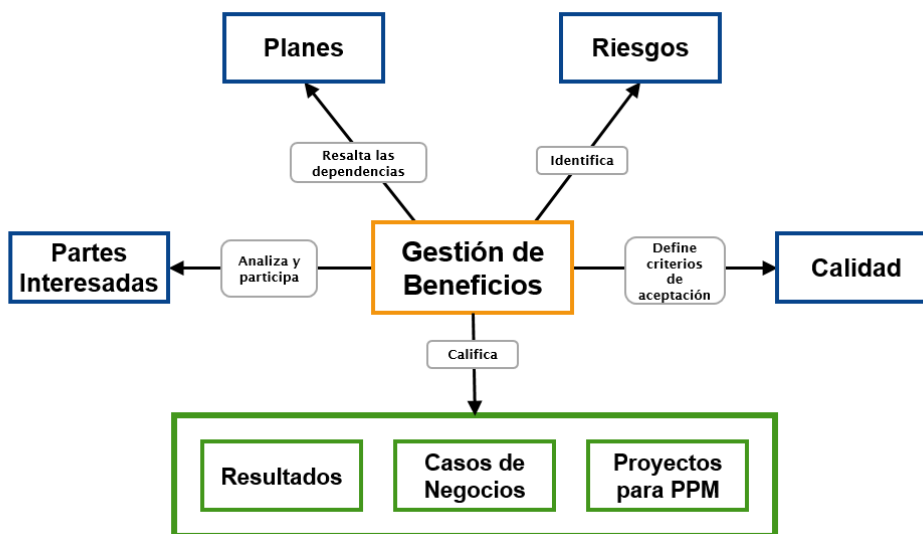 Planes
Riesgos
Resalta las
dependencias
Identifica
Partes
Interesadas
Analiza y
participa
Gestión de
Beneficios
Define
criterios
de
aceptación
Calidad
Califica
Resultados
Casos de
Negocios
Proyectos
para PPM